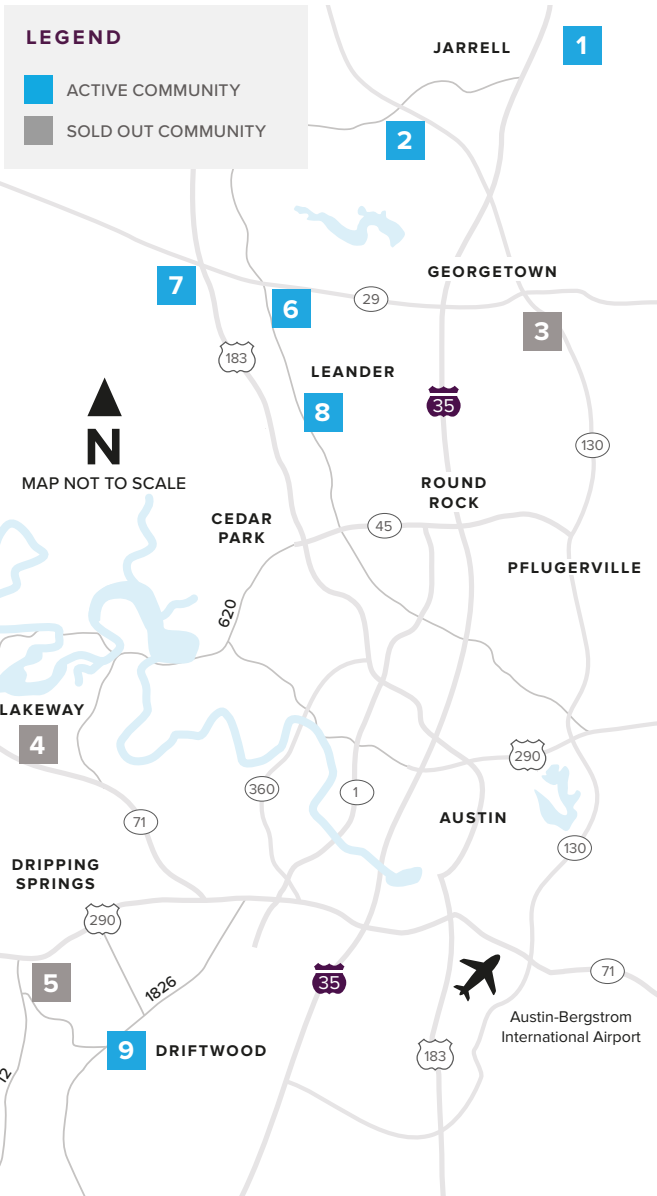 LEGEND
ACTIVE COMMUNITY
SOLD OUT COMMUNITY
JARRELL
1
2
GEORGETOWN
7
6
29
3
183
LEANDER
8
35
N
MAP NOT TO SCALE
130
ROUND
ROCK
CEDAR
PARK
45
PFLUGERVILLE
620
LAKEWAY
4
290
360
1
71
AUSTIN
130
DRIPPING
SPRINGS
290
5
1826
35
71
Austin-Bergstrom
International Airport
9
DRIFTWOOD
183
12